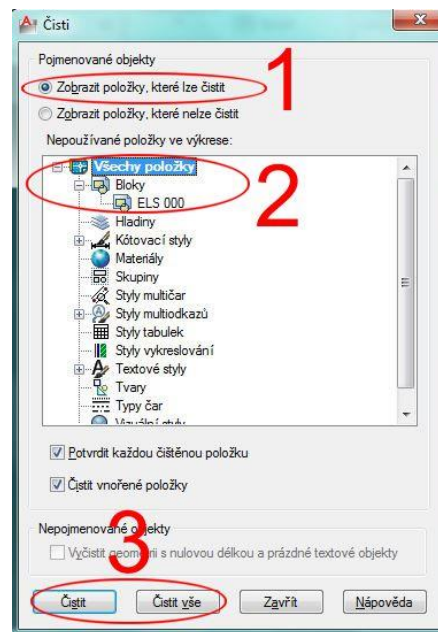 Čisti
Pojmenované objekty
1
Zobrazit položky, které lze čistit
Zobrazit položky, které nelze čistit
Nepoužívané položky ve výkrese:
Všechy položky
Bloky
2
ELS 000
Hladiny
Kótovací styly
Materiály
Skupiny
Styly multičar
Styly multiodkazů
Styly tabulek
Styly vykreslování
Textové styly
Tvary
Typy čar
Vizuální styly
Potvrdit každou čištěnou položku
Čistit vnořené položky
Nepojmenované objekty
3
Vyčistit geometrii s nulovou délkou a prázdné textové objekty
Čistit
Čistit vše
Zavřít
Nápověda